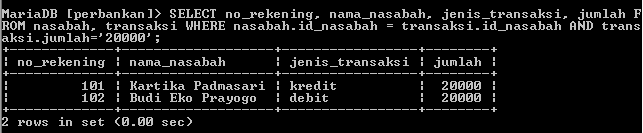 MariaDB [perbankan]> SELECT no_rekening, nama_nasabah, jenis_transaksi, jumlah F
ROM nasabah, transaksi WHERE nasabah.id_nasabah = transaksi.id_nasabah AND trans
aksi.jumlah='20000';
+-------------+-------------------+-----------------+--------+
| no_rekening | nama_nasabah      | jenis_transaksi | jumlah |
+-------------+-------------------+-----------------+--------+
|         101 | Kartika Padmasari | kredit          |  20000 |
|         102 | Budi Eko Prayogo  | debit           |  20000 |
+-------------+-------------------+-----------------+--------+
2 rows in set (0.00 sec)